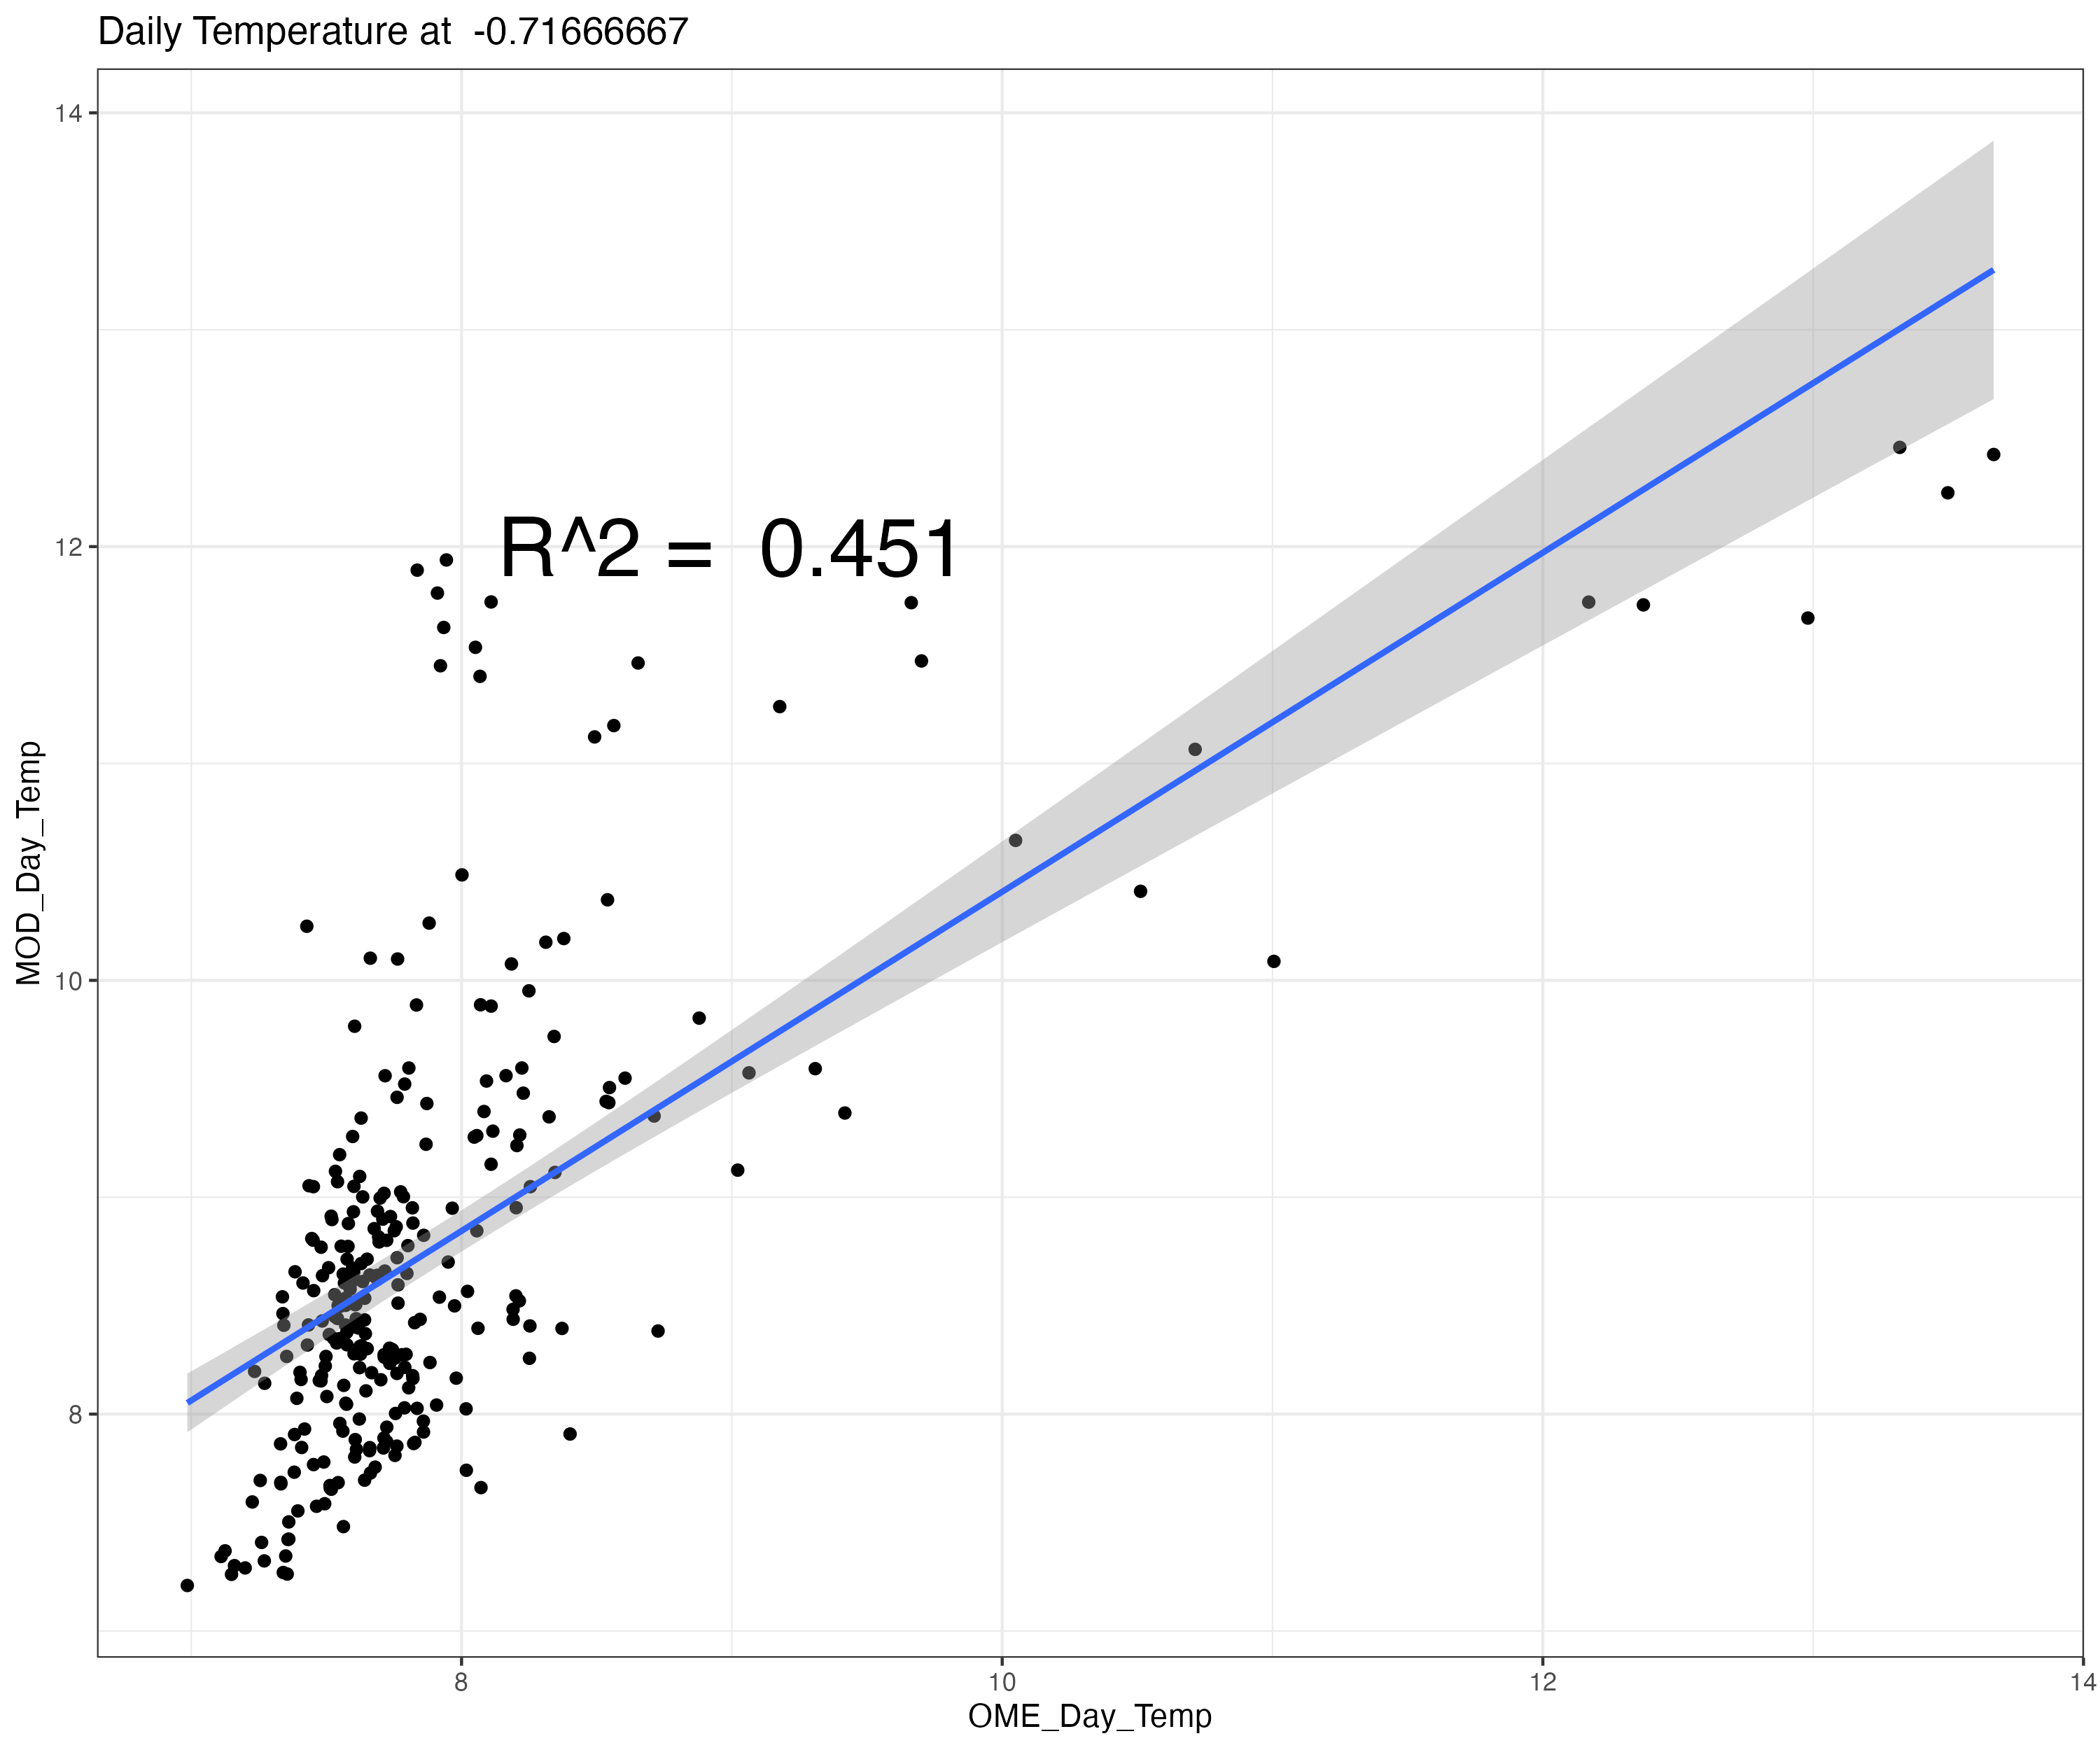 Daily Temperature at  -0.71666667
14
12
10
8
MOD_Day_Temp
R^2 =  0.451
8
10
12
14
OME_Day_Temp